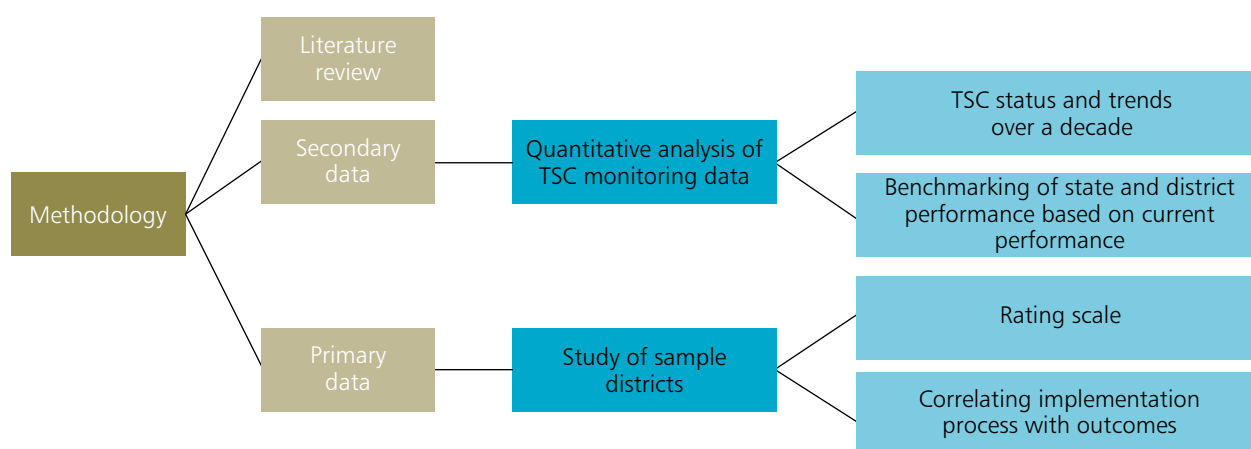 Methodology
Literature
review
Secondary
data
Primary
data
Quantitative analysis of
TSC monitoring data
Study of sample
districts
TSC status and trends
over a decade
Benchmarking of state and district
performance based on current
performance
Rating scale
Correlating implementation
process with outcomes